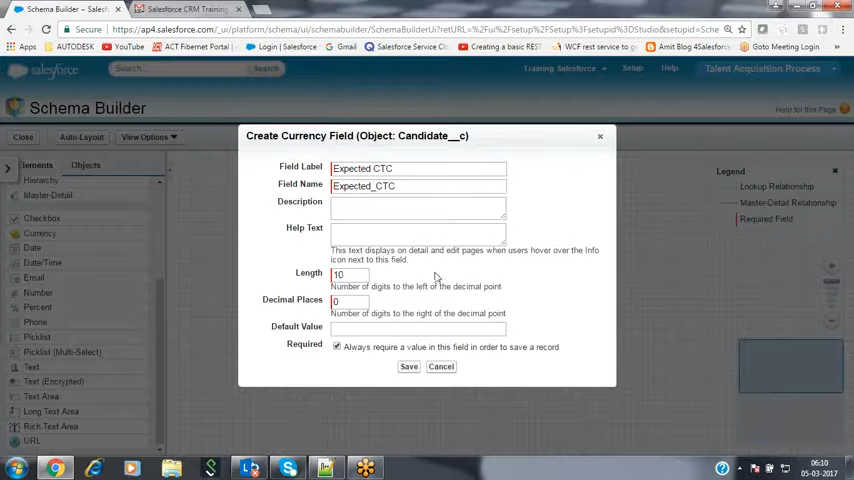 Schema Builder ~ Salesf
Salesforce CRM Training
Secure
https://ap4.salesforce.com/_ui/platform/ui/schemabuilder/SchemaBuilderUi?retURL=%2Fui%2Fsetup%2FSetup%3Fsetupid%3DStudio&setupid=Sche
Apps
AUTODESK
YouTube
ACT Fibernet Portal
Login | Salesforce
Gmail
Salesforce Service Cl
Creating a basic REST
WCF rest service to g
Amit Blog 4Salesforce
Goto Meeting Login
salesforce
Search...
Search
Training Salesforce
Setup
Help
Talent Acquisition Process
Schema Builder
Help for this Page
Close
Auto-Layout
View Options
Elements
Objects
Hierarchy
Master-Detail
Checkbox
Currency
Date
Date/Time
Email
Number
Percent
Phone
Picklist
Picklist (Multi-Select)
Text
Text (Encrypted)
Text Area
Long Text Area
Rich Text Area
URL
Create Currency Field (Object: Candidate__c)
Field Label
Expected CTC
Field Name
Expected_CTC
Description
Help Text
This text displays on detail and edit pages when users hover over the Info
icon next to this field.
Length
10
Number of digits to the left of the decimal point
Decimal Places
0
Number of digits to the right of the decimal point
Default Value
Required
Always require a value in this field in order to save a record
Save
Cancel
Legend
Lookup Relationship
Master-Detail Relationship
Required Field
06:10
05-03-2017